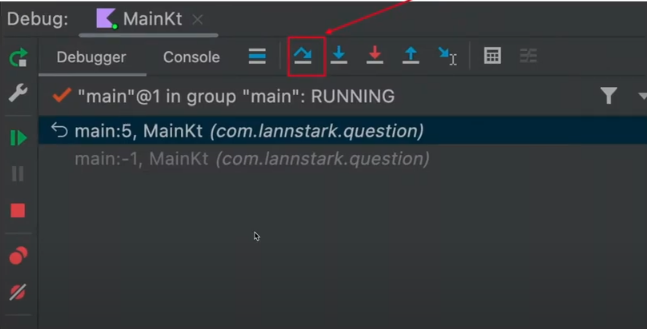 Debug: MainKt
Debugger Console
"main"@1 in group "main": RUNNING
main:5, MainKt (com.lannstark.question)
main:-1, MainKt (com.lannstark.question)